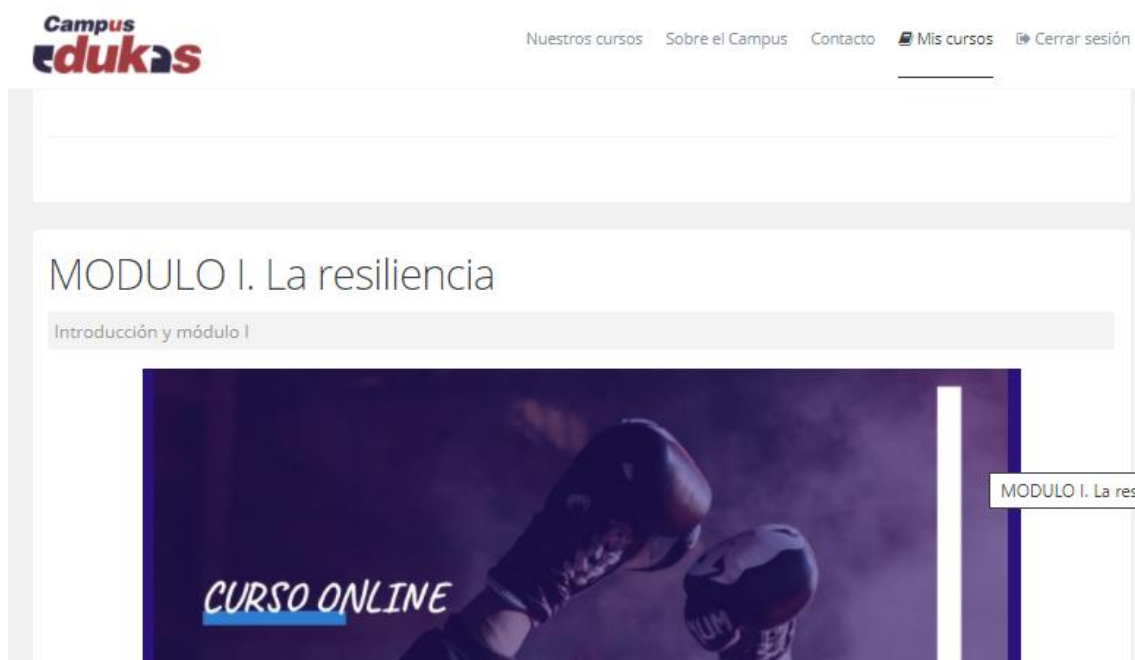 Campus
edukas
Nuestros cursos Sobre el Campus Contacto Mis cursos Cerrar sesión
MODULO I. La resiliencia
Introducción y módulo I
MODULO I. La res
CURSO ONLINE